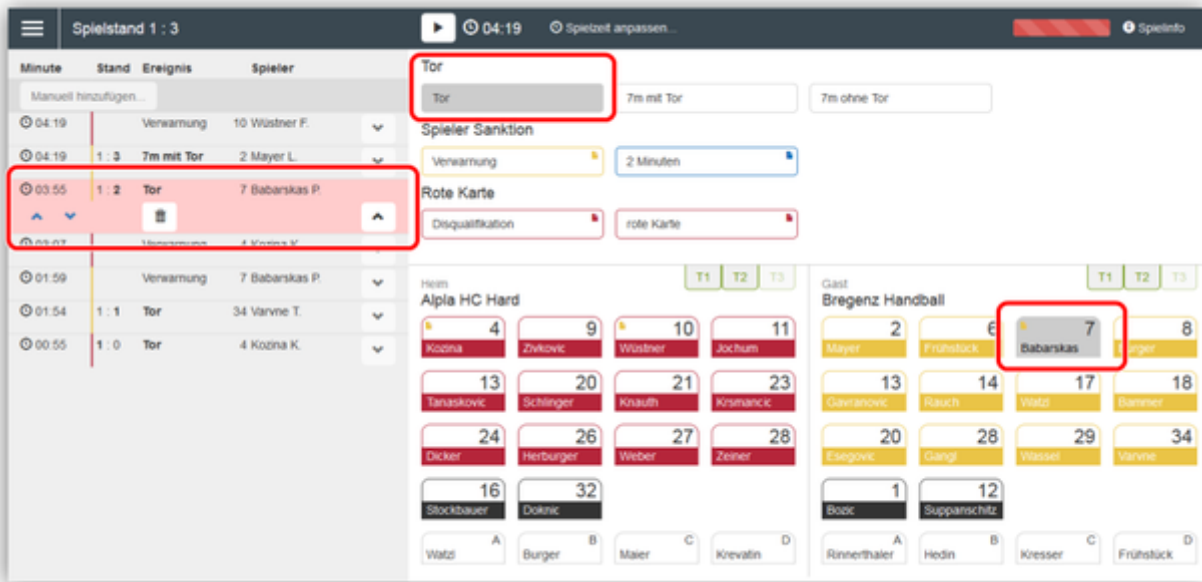 Spielstand 1 : 3
04:19
Spielzeit anpassen...
Spielinfo
Minute Stand Ereignis Spieler
Manuell hinzufügen...
04:19 Verwarnung 10 Wüstner F.
04:19 1 : 3 7m mit Tor 2 Mayer L.
03:55 1 : 2 Tor 7 Babarskas P.
03:07 Verwarnung 4 Kozina K.
01:59 Verwarnung 7 Babarskas P.
01:54 1 : 1 Tor 34 Varvne T.
00:55 1 : 0 Tor 4 Kozina K.
Tor
Tor 7m mit Tor 7m ohne Tor
Spieler Sanktion
Verwarnung 2 Minuten
Rote Karte
Disqualifikation rote Karte
Heim T1 T2 T3
Alpla HC Hard
4 9 10 11
Kozina Zivkovic Wüstner Jochum
13 20 21 23
Tanaskovic Schlinger Knauth Krsmancic
24 26 27 28
Dicker Herburger Weber Zeiner
16 32
Stockbauer Doknic
A B C D
Watzl Burger Maier Krevatin
Gast T1 T2 T3
Bregenz Handball
2 6 7 8
Mayer Frühstück Babarskas
13 14 17 18
Gavranovic Rauch Watzl Bammer
20 28 29 34
Esegovic Gangl Wassel Varvne
1 12
Bozic Suppanschitz
A B C D
Rinnerthaler Hedin Kresser Frühstück